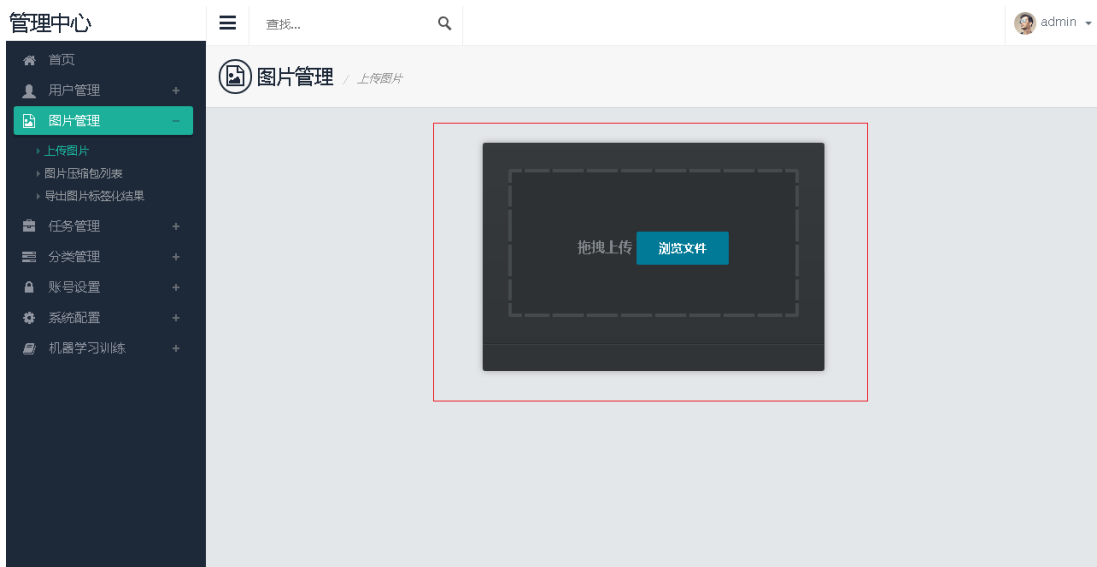 管理中心
查找...
admin
首页
用户管理 +
图片管理 −
上传图片
图片压缩包列表
导出图片标签化结果
任务管理 +
分类管理 +
账号设置 +
系统配置 +
机器学习训练 +
图片管理 / 上传图片
拖拽上传 浏览文件